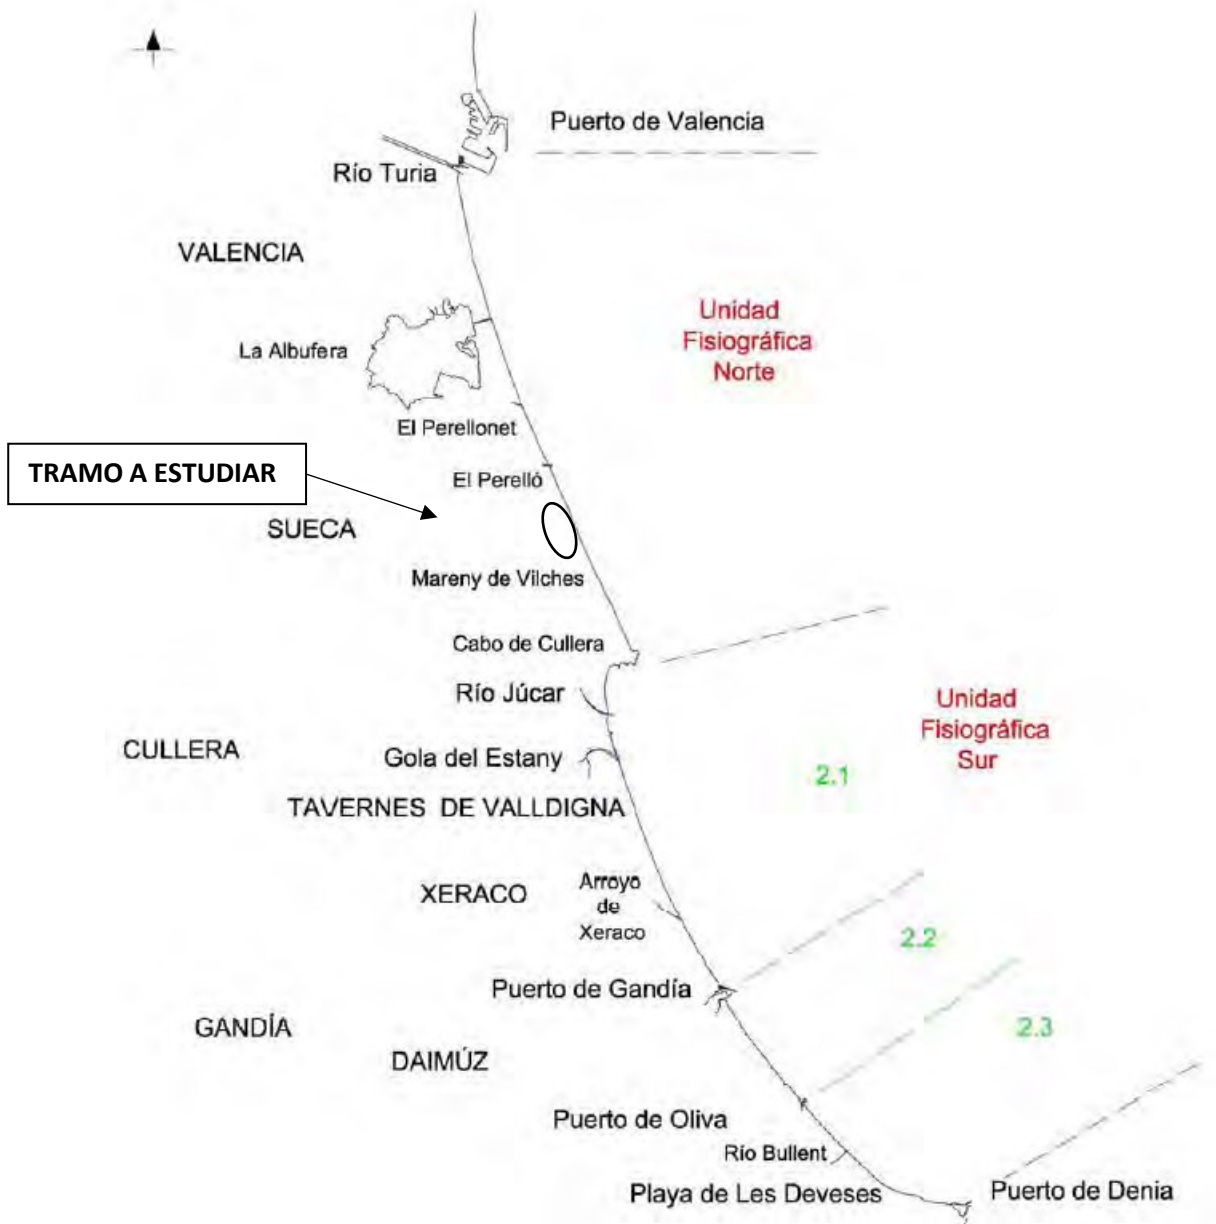 Puerto de Valencia
Río Turia
VALENCIA
Unidad
Fisiográfica
Norte
La Albufera
El Perellonet
TRAMO A ESTUDIAR
El Perelló
SUECA
Mareny de Vilches
Cabo de Cullera
Río Júcar
Unidad
Fisiográfica
Sur
CULLERA
Gola del Estany
2.1
TAVERNES DE VALLDIGNA
XERACO
Arroyo
de
Xeraco
2.2
Puerto de Gandía
GANDÍA
2.3
DAIMÚZ
Puerto de Oliva
Río Bullent
Playa de Les Deveses
Puerto de Denia